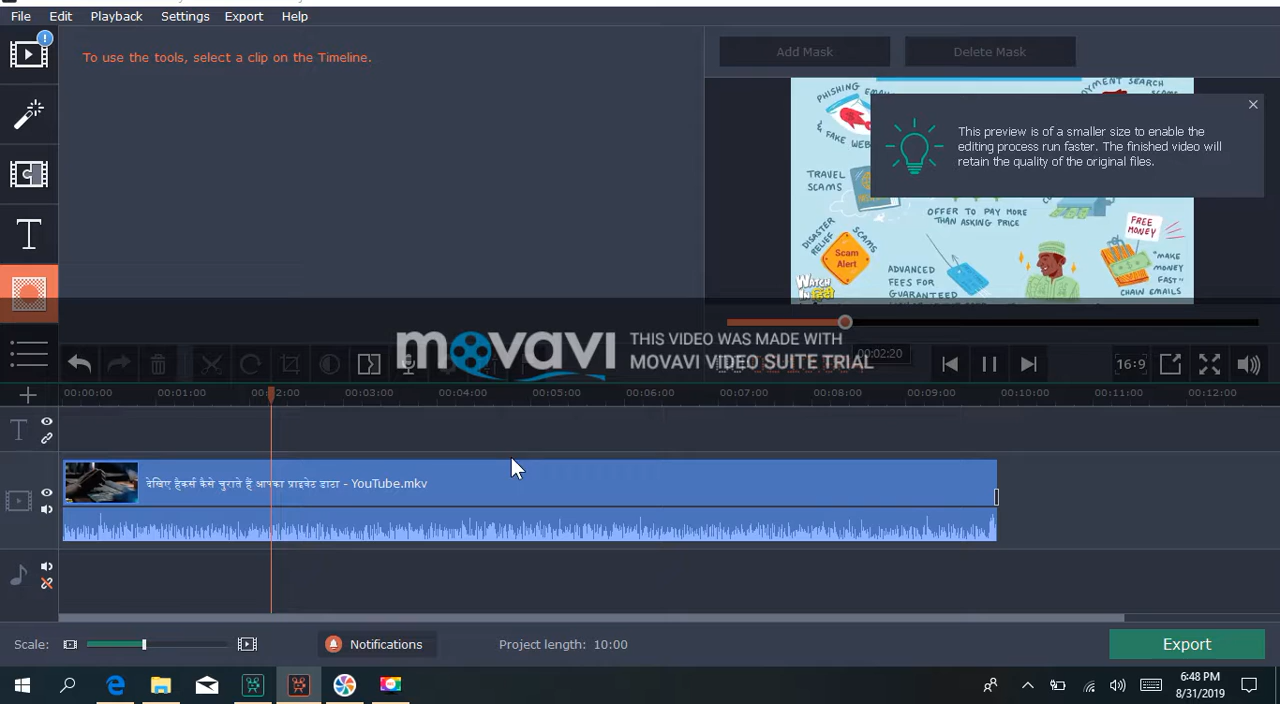 File Edit Playback Settings Export Help
To use the tools, select a clip on the Timeline.
Add Mask Delete Mask
PHISHING EMAILS
& FAKE WEB
This preview is of a smaller size to enable the
editing process run faster. The finished video will
retain the quality of the original files.
TRAVEL
SCAMS
OFFER TO PAY MORE
THAN ASKING PRICE
DISASTER
RELIEF
SCAMS
Scam
Alert
FREE
MONEY
"MAKE
MONEY
FAST"
CHAIN EMAILS
ADVANCED
FEES FOR
GUARANTEED
WATCH
IN हिंदी
movavi
THIS VIDEO WAS MADE WITH
MOVAVI VIDEO SUITE TRIAL
00:02:20
16:9
00:00:00 00:01:00 00:02:00 00:03:00 00:04:00 00:05:00 00:06:00 00:07:00 00:08:00 00:09:00 00:10:00 00:11:00 00:12:00
देखिए हैकर्स कैसे चुराते हैं आपका प्राइवेट डाटा - YouTube.mkv
Scale:
Notifications
Project length: 10:00
Export
6:48 PM
8/31/2019